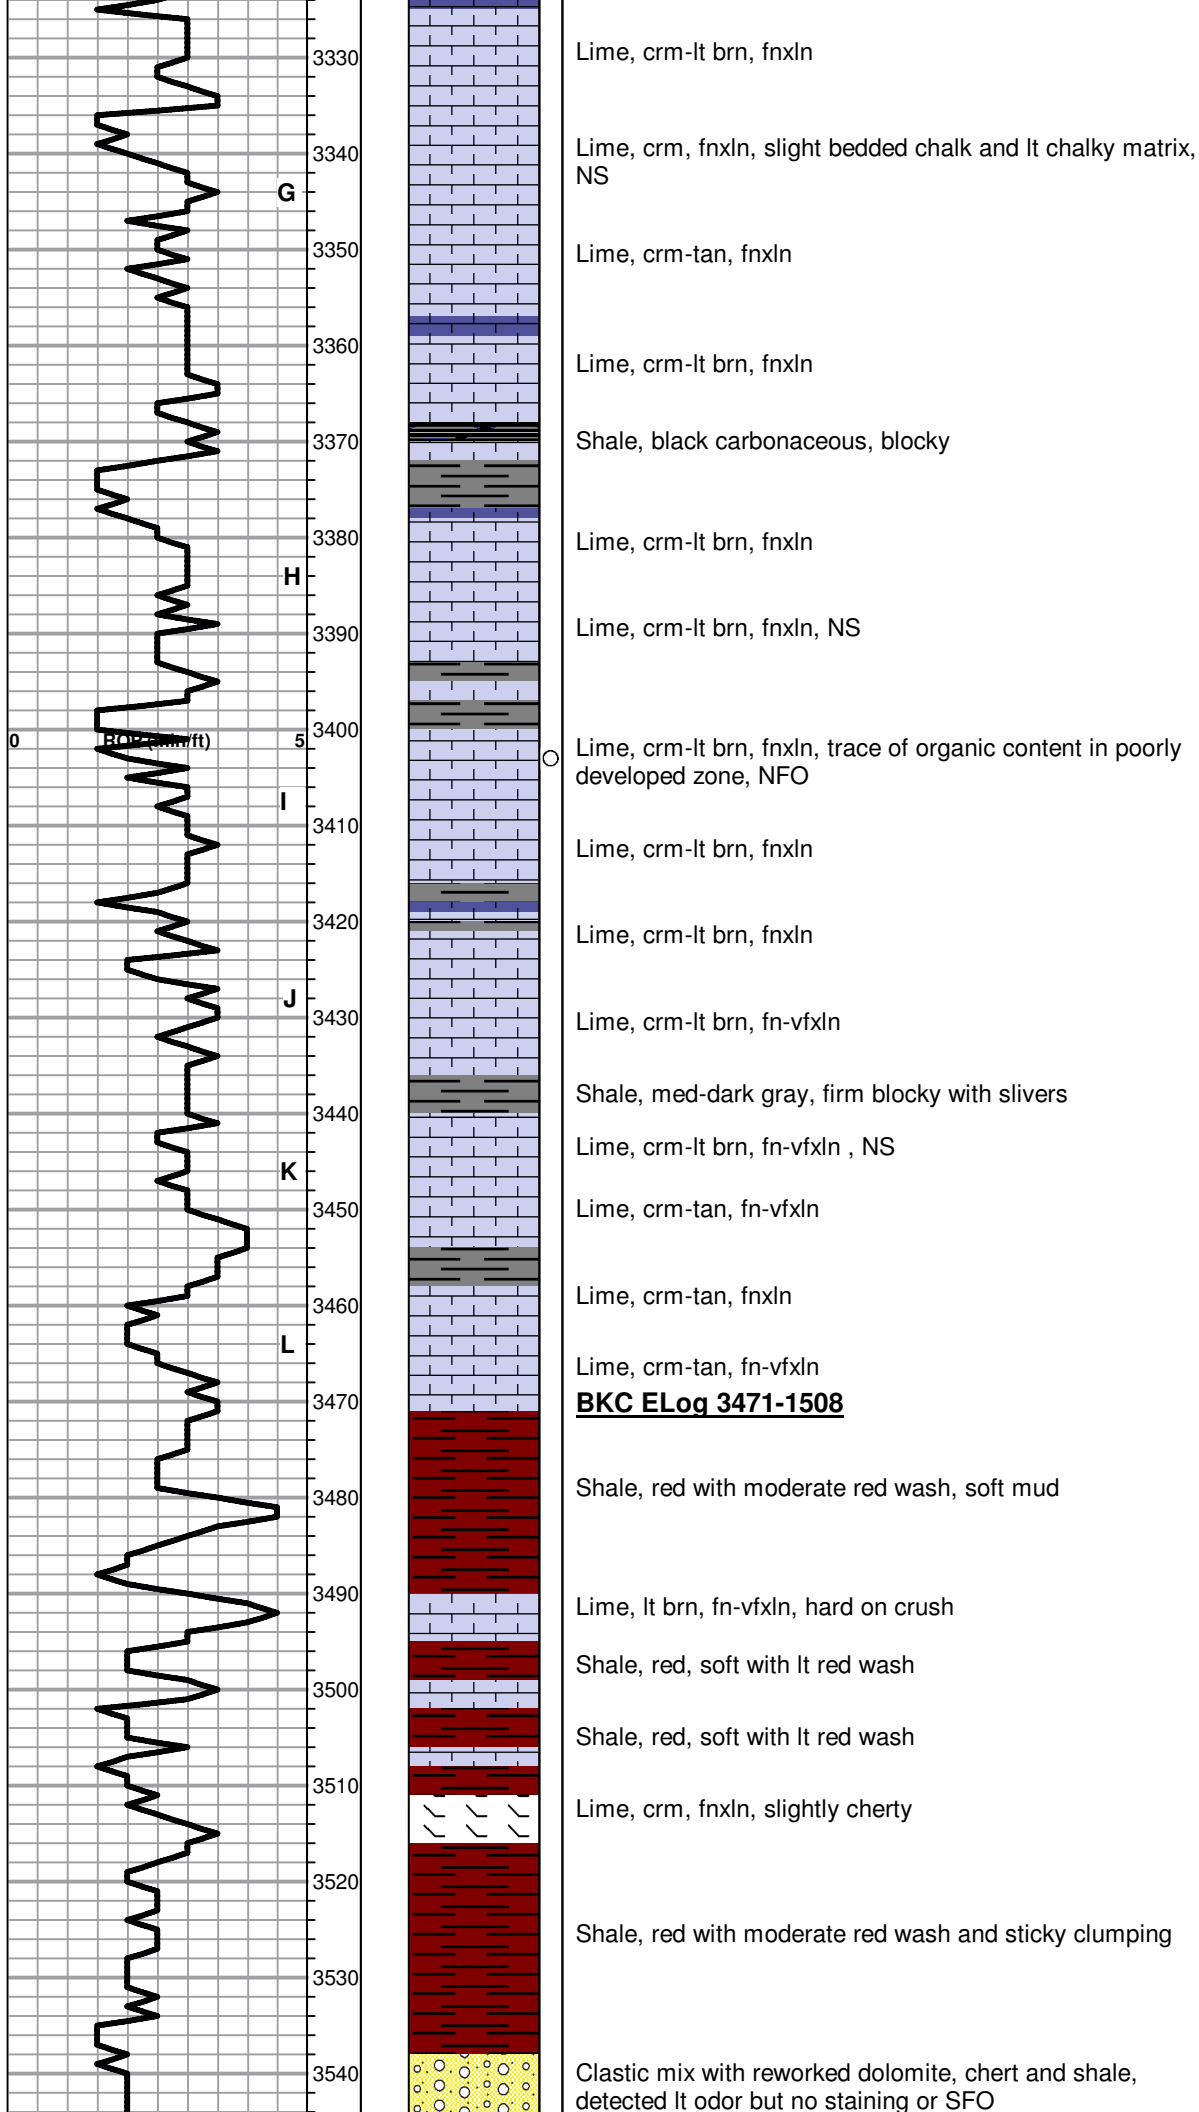 Lime, crm-lt brn, fnxln
3330
Lime, crm, fnxln, slight bedded chalk and lt chalky matrix,
NS
3340
G
3350
Lime, crm-tan, fnxln
3360
Lime, crm-lt brn, fnxln
3370
Shale, black carbonaceous, blocky
3380
Lime, crm-lt brn, fnxln
H
3390
Lime, crm-lt brn, fnxln, NS
3400
0 ROP (min/ft) 5
Lime, crm-lt brn, fnxln, trace of organic content in poorly
developed zone, NFO
I
3410
Lime, crm-lt brn, fnxln
3420
Lime, crm-lt brn, fnxln
J
3430
Lime, crm-lt brn, fn-vfxln
Shale, med-dark gray, firm blocky with slivers
3440
Lime, crm-lt brn, fn-vfxln , NS
K
3450
Lime, crm-tan, fn-vfxln
3460
Lime, crm-tan, fnxln
L
Lime, crm-tan, fn-vfxln
3470
BKC ELog 3471-1508
Shale, red with moderate red wash, soft mud
3480
3490
Lime, lt brn, fn-vfxln, hard on crush
Shale, red, soft with lt red wash
3500
Shale, red, soft with lt red wash
3510
Lime, crm, fnxln, slightly cherty
3520
Shale, red with moderate red wash and sticky clumping
3530
3540
Clastic mix with reworked dolomite, chert and shale,
detected lt odor but no staining or SFO